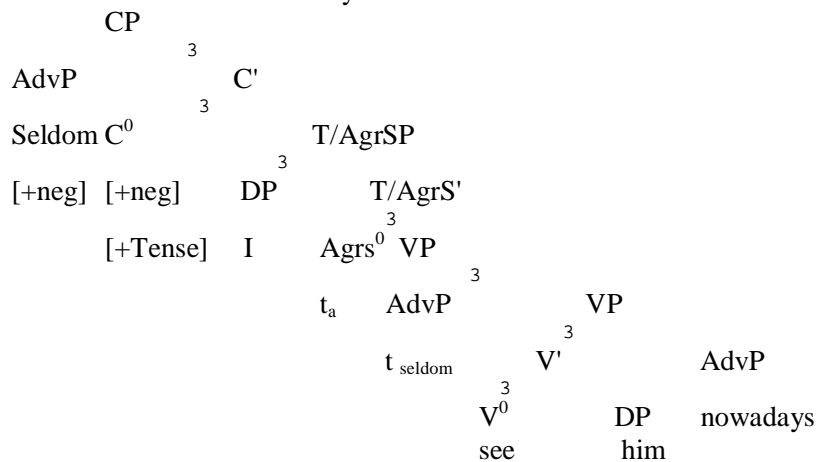 CP
3
AdvP C'
3
Seldom C⁰ T/AgrSP
3
[+neg] [+neg] DP T/AgrS'
3
[+Tense] I Agrs⁰ VP
3
tₐ AdvP VP
3
t seldom V' AdvP
3
V⁰ DP nowadays
see him